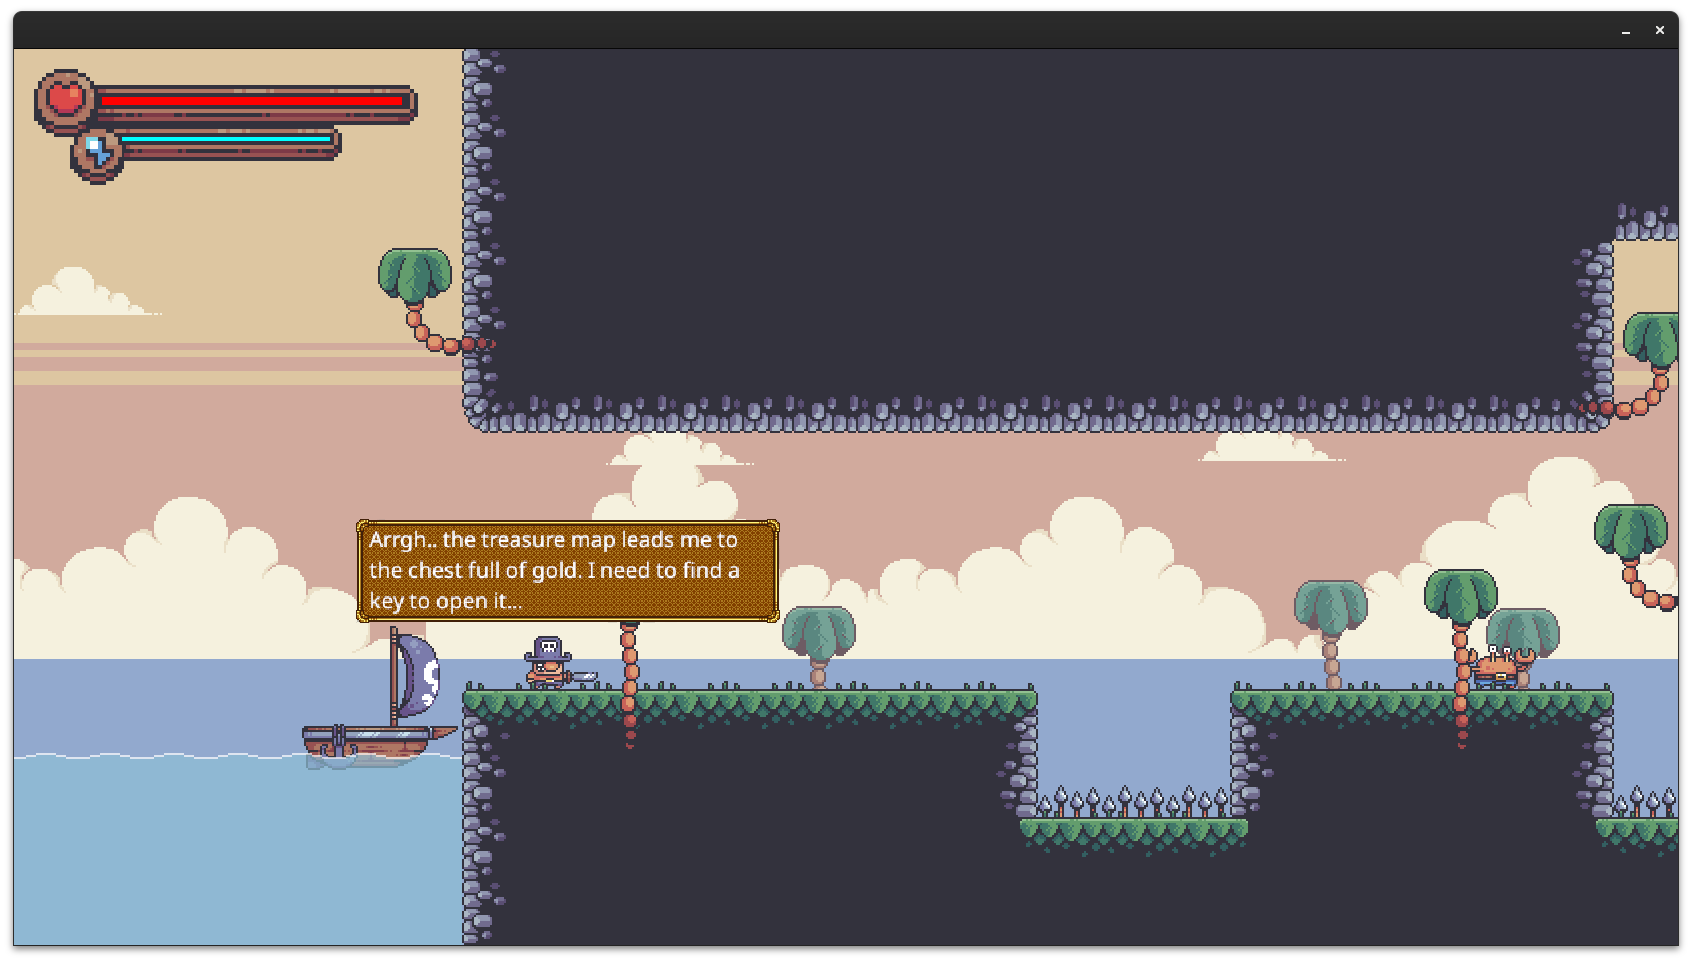 Arrgh.. the treasure map leads me to
the chest full of gold. I need to find a
key to open it...